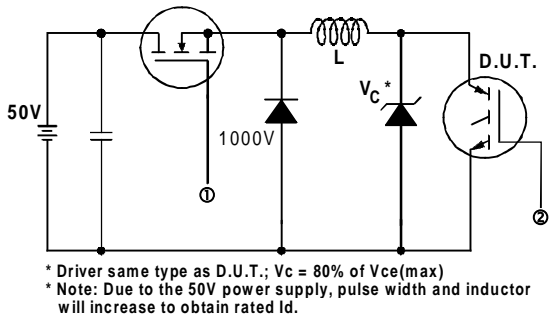 D.U.T.
L
V_C *
50V
1000V
①
②
* Driver same type as D.U.T.; Vc = 80% of Vce(max)
* Note: Due to the 50V power supply, pulse width and inductor
will increase to obtain rated Id.